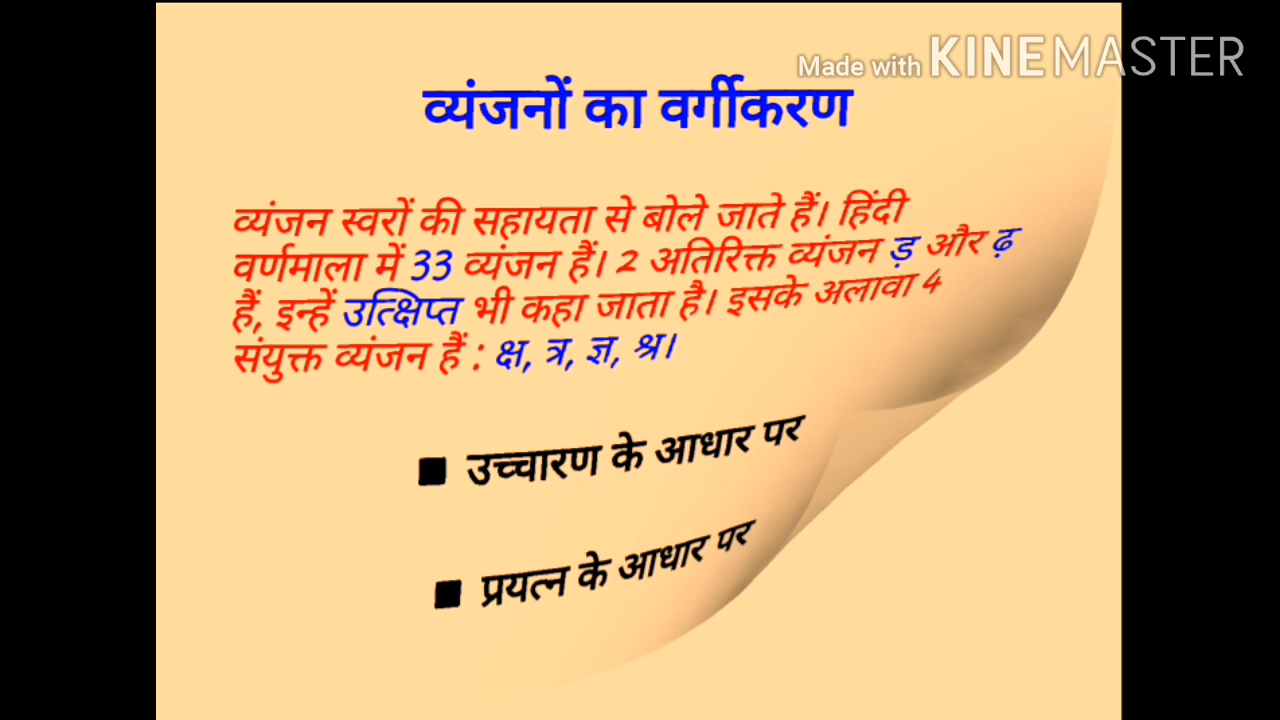 Made with KINEMASTER
व्यंजनों का वर्गीकरण
व्यंजन स्वरों की सहायता से बोले जाते हैं। हिंदी
वर्णमाला में 33 व्यंजन हैं। 2 अतिरिक्त व्यंजन ड़ और ढ़
हैं, इन्हें उत्क्षिप्त भी कहा जाता है। इसके अलावा 4
संयुक्त व्यंजन हैं : क्ष, त्र, ज्ञ, श्र।
■ उच्चारण के आधार पर
■ प्रयत्न के आधार पर